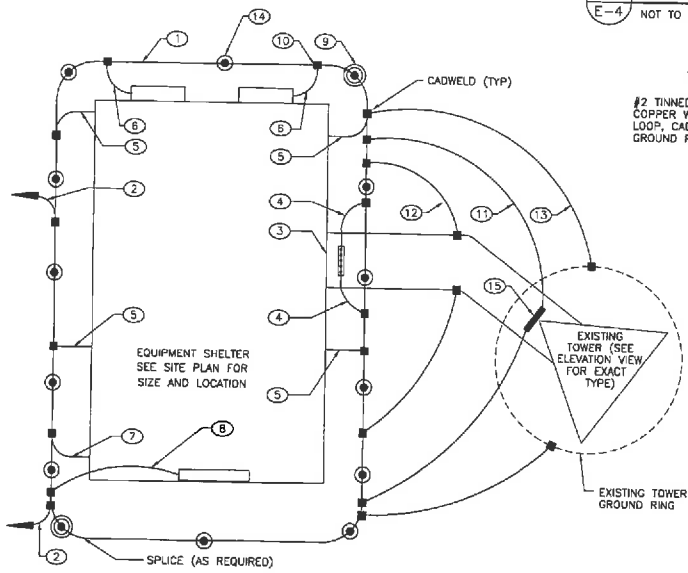 E-4
NOT TO
14
1
10
9
CADWELD (TYP)
#2 TINNED
COPPER W
LOOP, CAD
GROUND R
6
6
5
5
2
4
12
11
13
3
15
5
4
EXISTING
TOWER (SEE
ELEVATION VIEW
FOR EXACT
TYPE)
EQUIPMENT SHELTER
SEE SITE PLAN FOR
SIZE AND LOCATION
5
7
8
EXISTING TOWER
GROUND RING
2
SPLICE (AS REQUIRED)